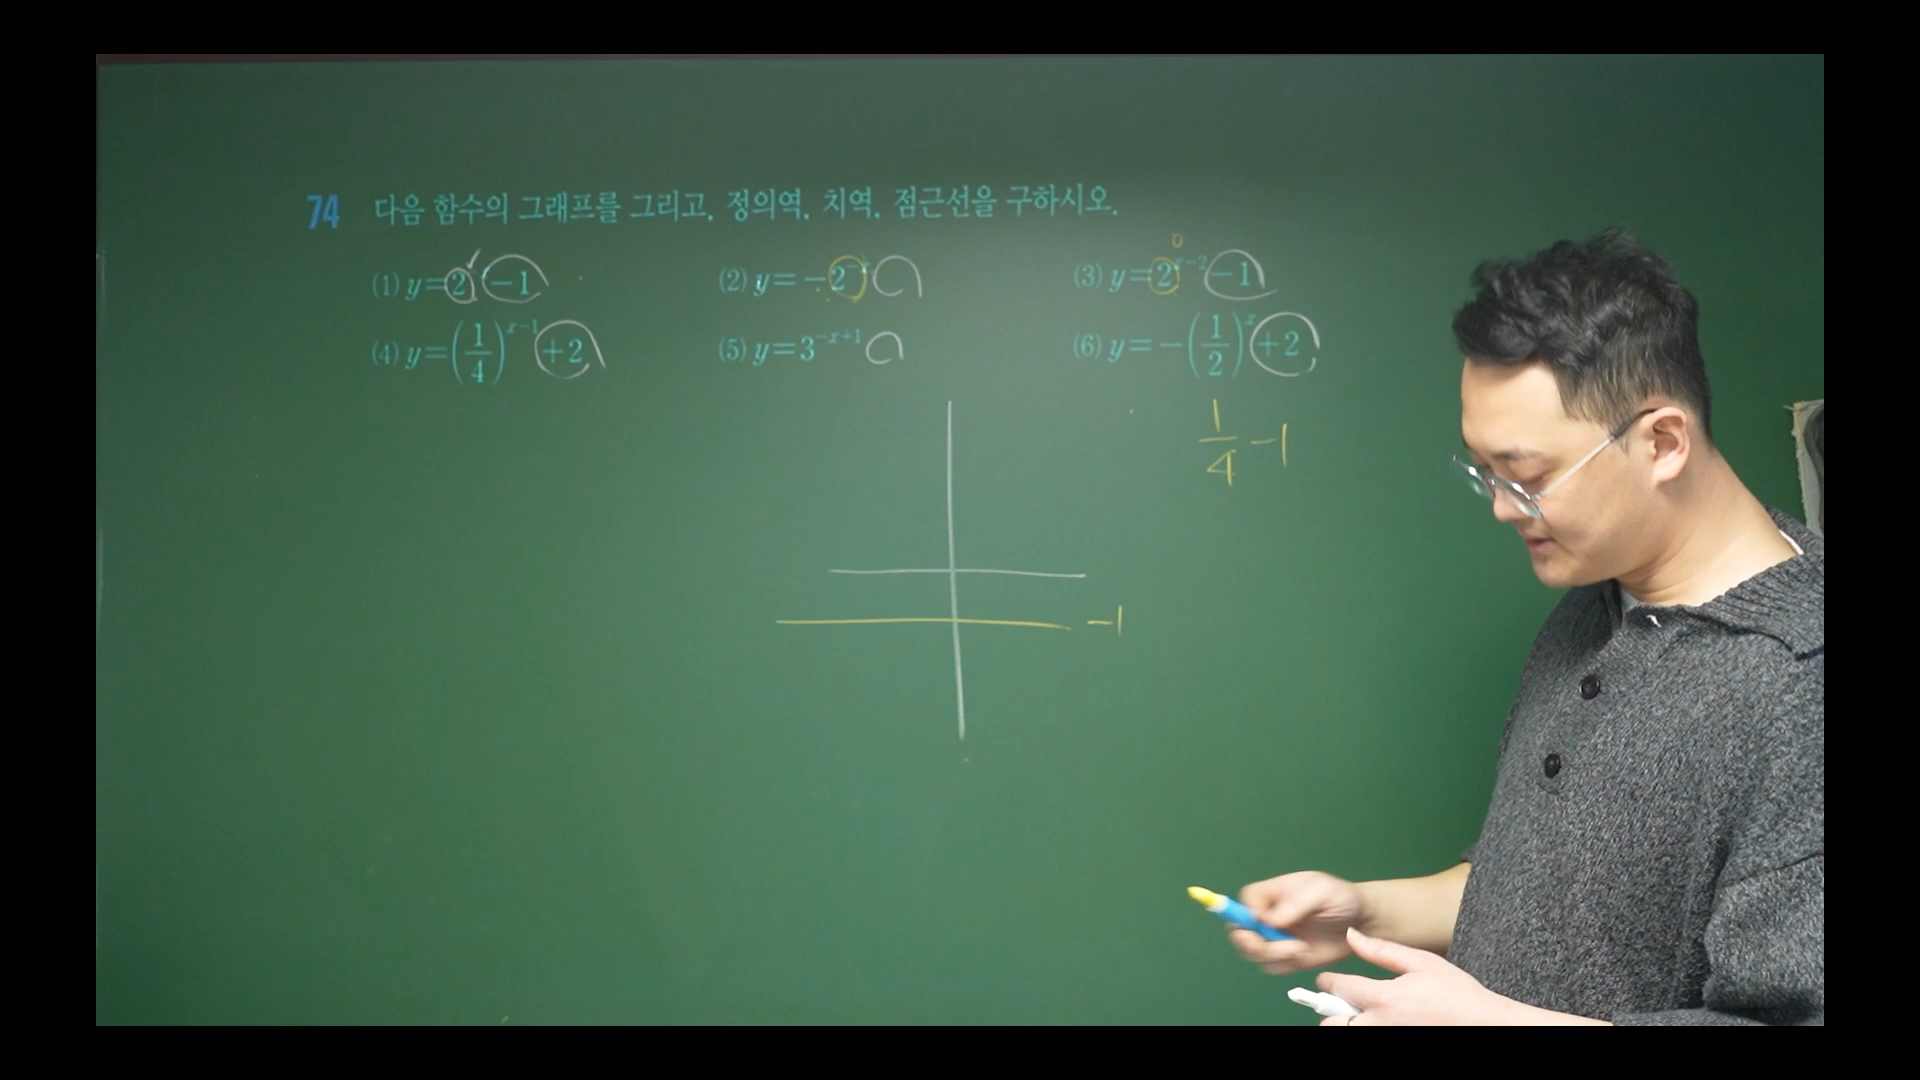 74 다음 함수의 그래프를 그리고, 정의역, 치역, 점근선을 구하시오.
0
(1) y=2 -1 (2) y=-2^{-x} (3) y=2^{x-2}-1
(4) y=(1/4)^{x-1}+2 (5) y=3^{-x+1} (6) y=-(1/2)^{x}+2
1/4 -1
-1